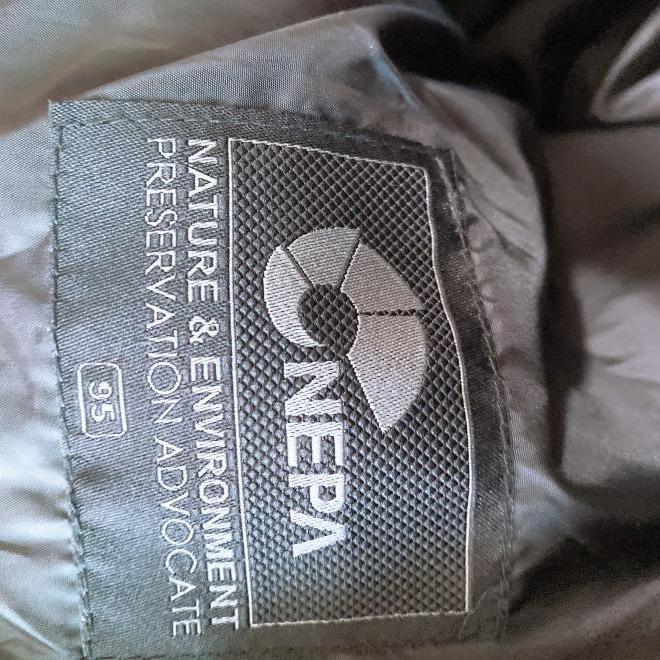 NEPA
NATURE & ENVIRONMENT
PRESERVATION ADVOCATE
95